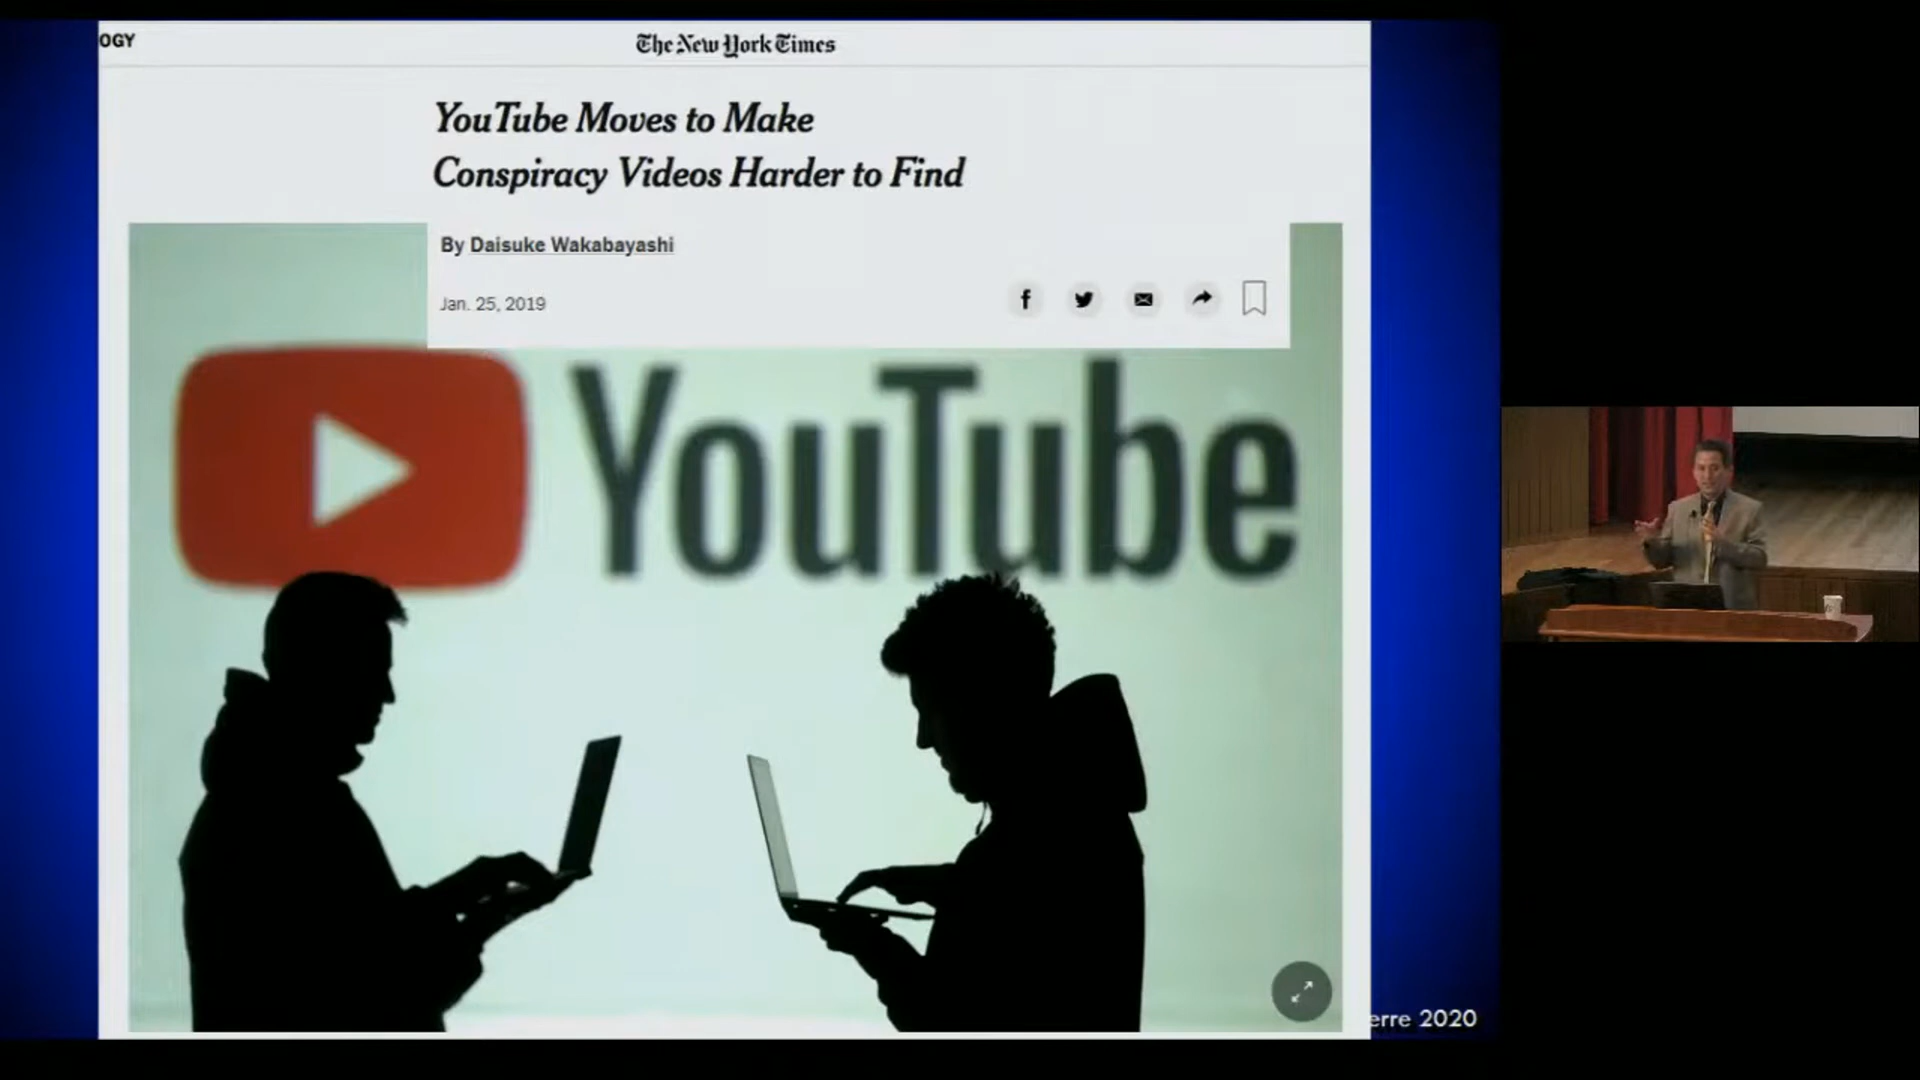 OGY
The New York Times
YouTube Moves to Make
Conspiracy Videos Harder to Find
By Daisuke Wakabayashi
Jan. 25, 2019
YouTube
erre 2020